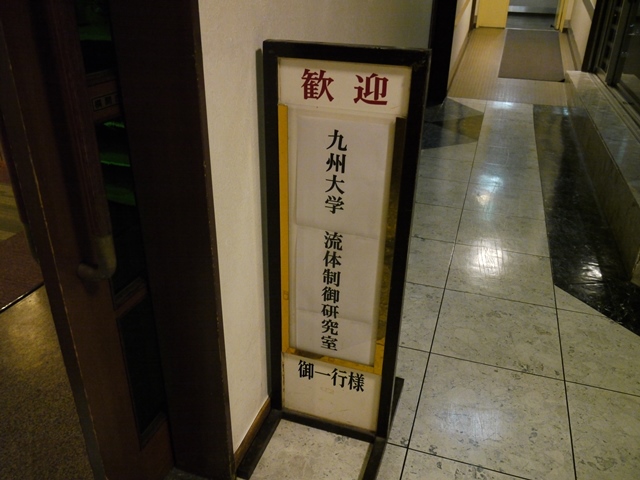 歓迎
九州大学 流体制御研究室
御一行様